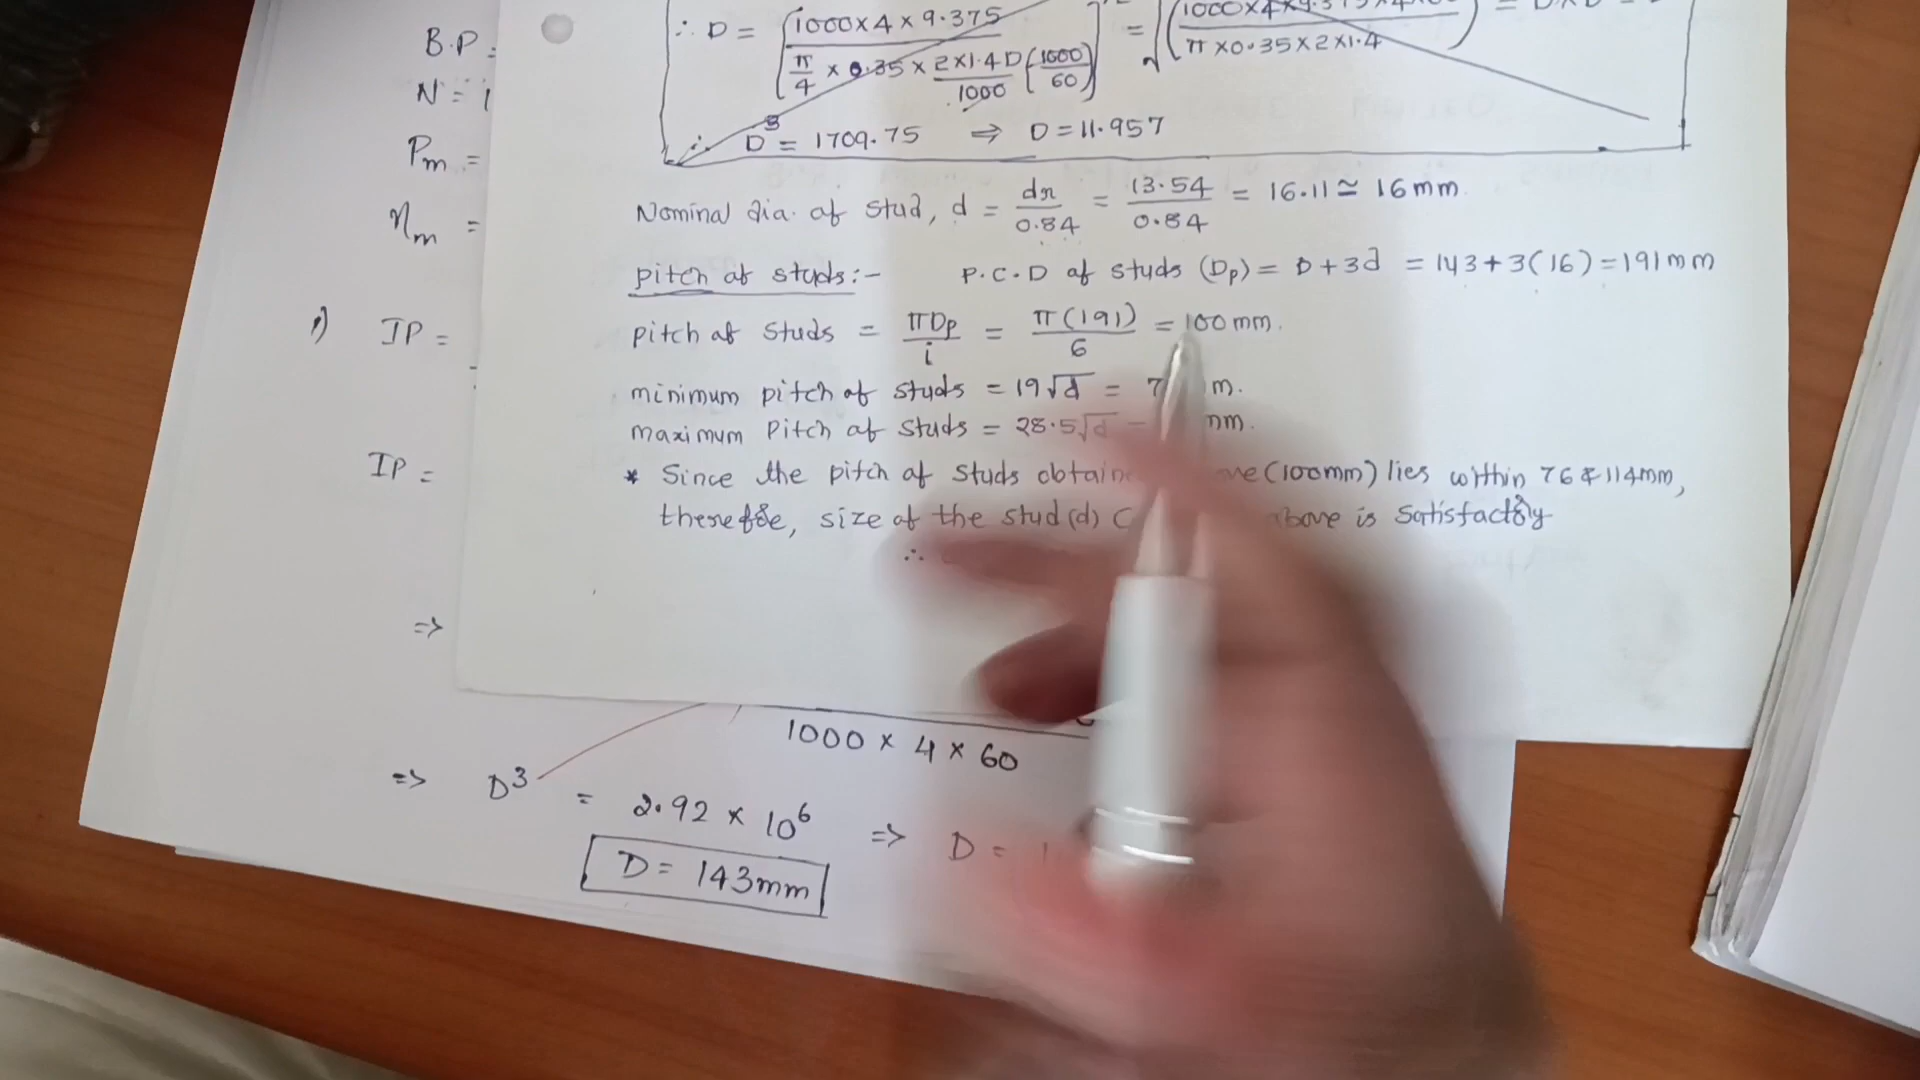 B.P =
N =
Pm =
ηm =
1) IP =
IP =
=>
∴ D = [1000×4×9.375 / π/4 × 0.35 × 2×1.4D/1000 (1000/60)] = √( / π×0.35×2×1.4)
∴ D³ = 1709.75 ⇒ D = 11.957
Nominal dia. of stud, d = dr/0.84 = 13.54/0.84 = 16.11 ≃ 16mm
pitch of studs:- P.C.D of studs (Dp) = D+3d = 143+3(16) = 191mm
pitch of studs = πDp/i = π(191)/6 = 100mm.
minimum pitch of studs = 19√d = 7 m.
maximum Pitch of studs = 28.5√d = mm.
* Since the pitch of studs (100mm) lies within 76 & 114mm,
therefore, size of the stud(d) above is Satisfactory
∴
1000 × 4 × 60
=> D³ = 2.92 × 10⁶ => D =
D = 143mm